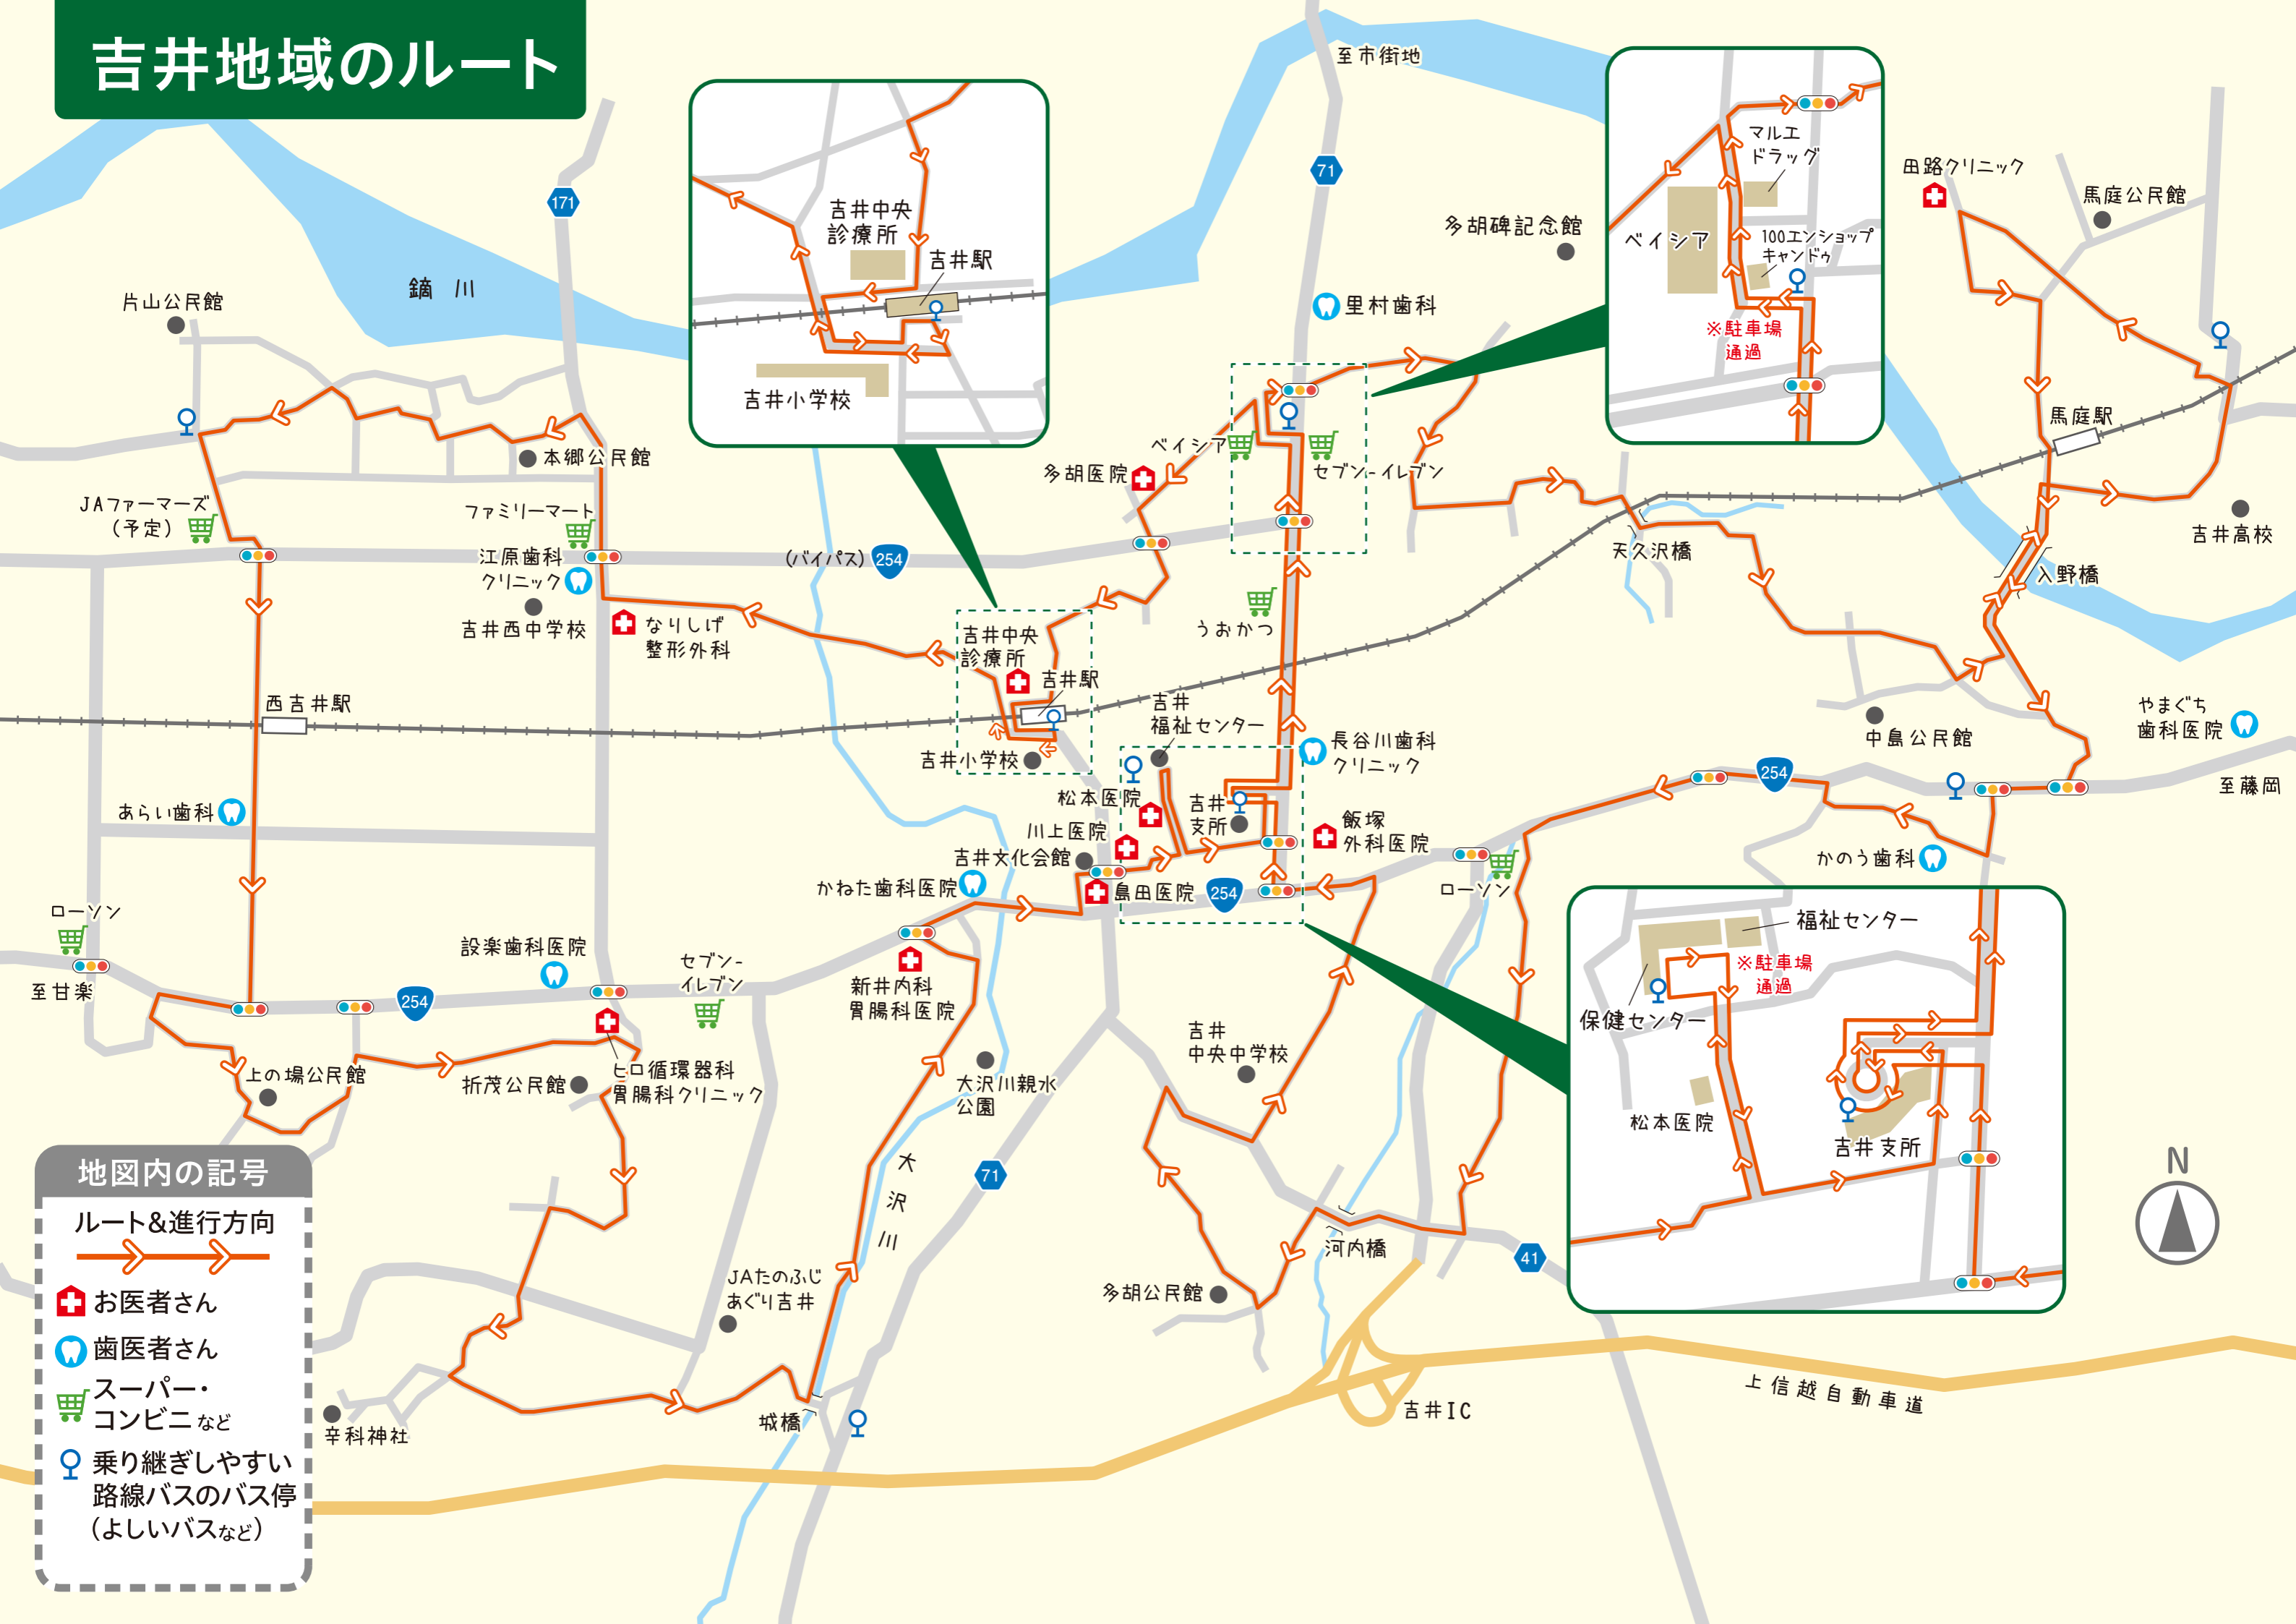 吉井地域のルート
至市街地
71
171
鏑川
片山公民館
本郷公民館
JAファーマーズ
(予定)
ファミリーマート
江原歯科
クリニック
吉井西中学校
なりしげ
整形外科
(バイパス)
254
吉井中央
診療所
吉井駅
吉井小学校
マルエ
ドラッグ
ベイシア
100エンショップ
キャンドゥ
※駐車場
通過
田路クリニック
馬庭公民館
多胡碑記念館
里村歯科
馬庭駅
吉井高校
入野橋
天久沢橋
ベイシア
セブン-イレブン
多胡医院
うおかつ
吉井中央
診療所
吉井駅
吉井小学校
西吉井駅
あらい歯科
吉井
福祉センター
長谷川歯科
クリニック
松本医院
吉井
支所
川上医院
吉井文化会館
飯塚
外科医院
かねた歯科医院
島田医院
254
ローソン
254
中島公民館
やまぐち
歯科医院
至藤岡
かのう歯科
ローソン
至甘楽
設楽歯科医院
セブン-
イレブン
254
新井内科
胃腸科医院
上の場公民館
折茂公民館
ヒロ循環器科
胃腸科クリニック
大沢川親水
公園
吉井
中央中学校
大沢川
71
福祉センター
※駐車場
通過
保健センター
松本医院
吉井支所
N
河内橋
41
多胡公民館
JAたのふじ
あぐり吉井
辛科神社
城橋
吉井IC
上信越自動車道
地図内の記号
ルート&進行方向
お医者さん
歯医者さん
スーパー・
コンビニなど
乗り継ぎしやすい
路線バスのバス停
(よしいバスなど)